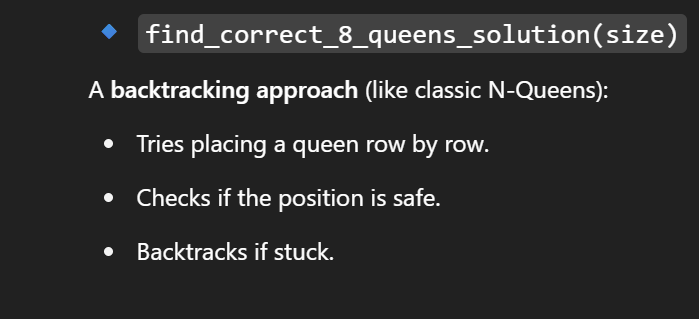 find_correct_8_queens_solution(size)
A backtracking approach (like classic N-Queens):
Tries placing a queen row by row.
Checks if the position is safe.
Backtracks if stuck.